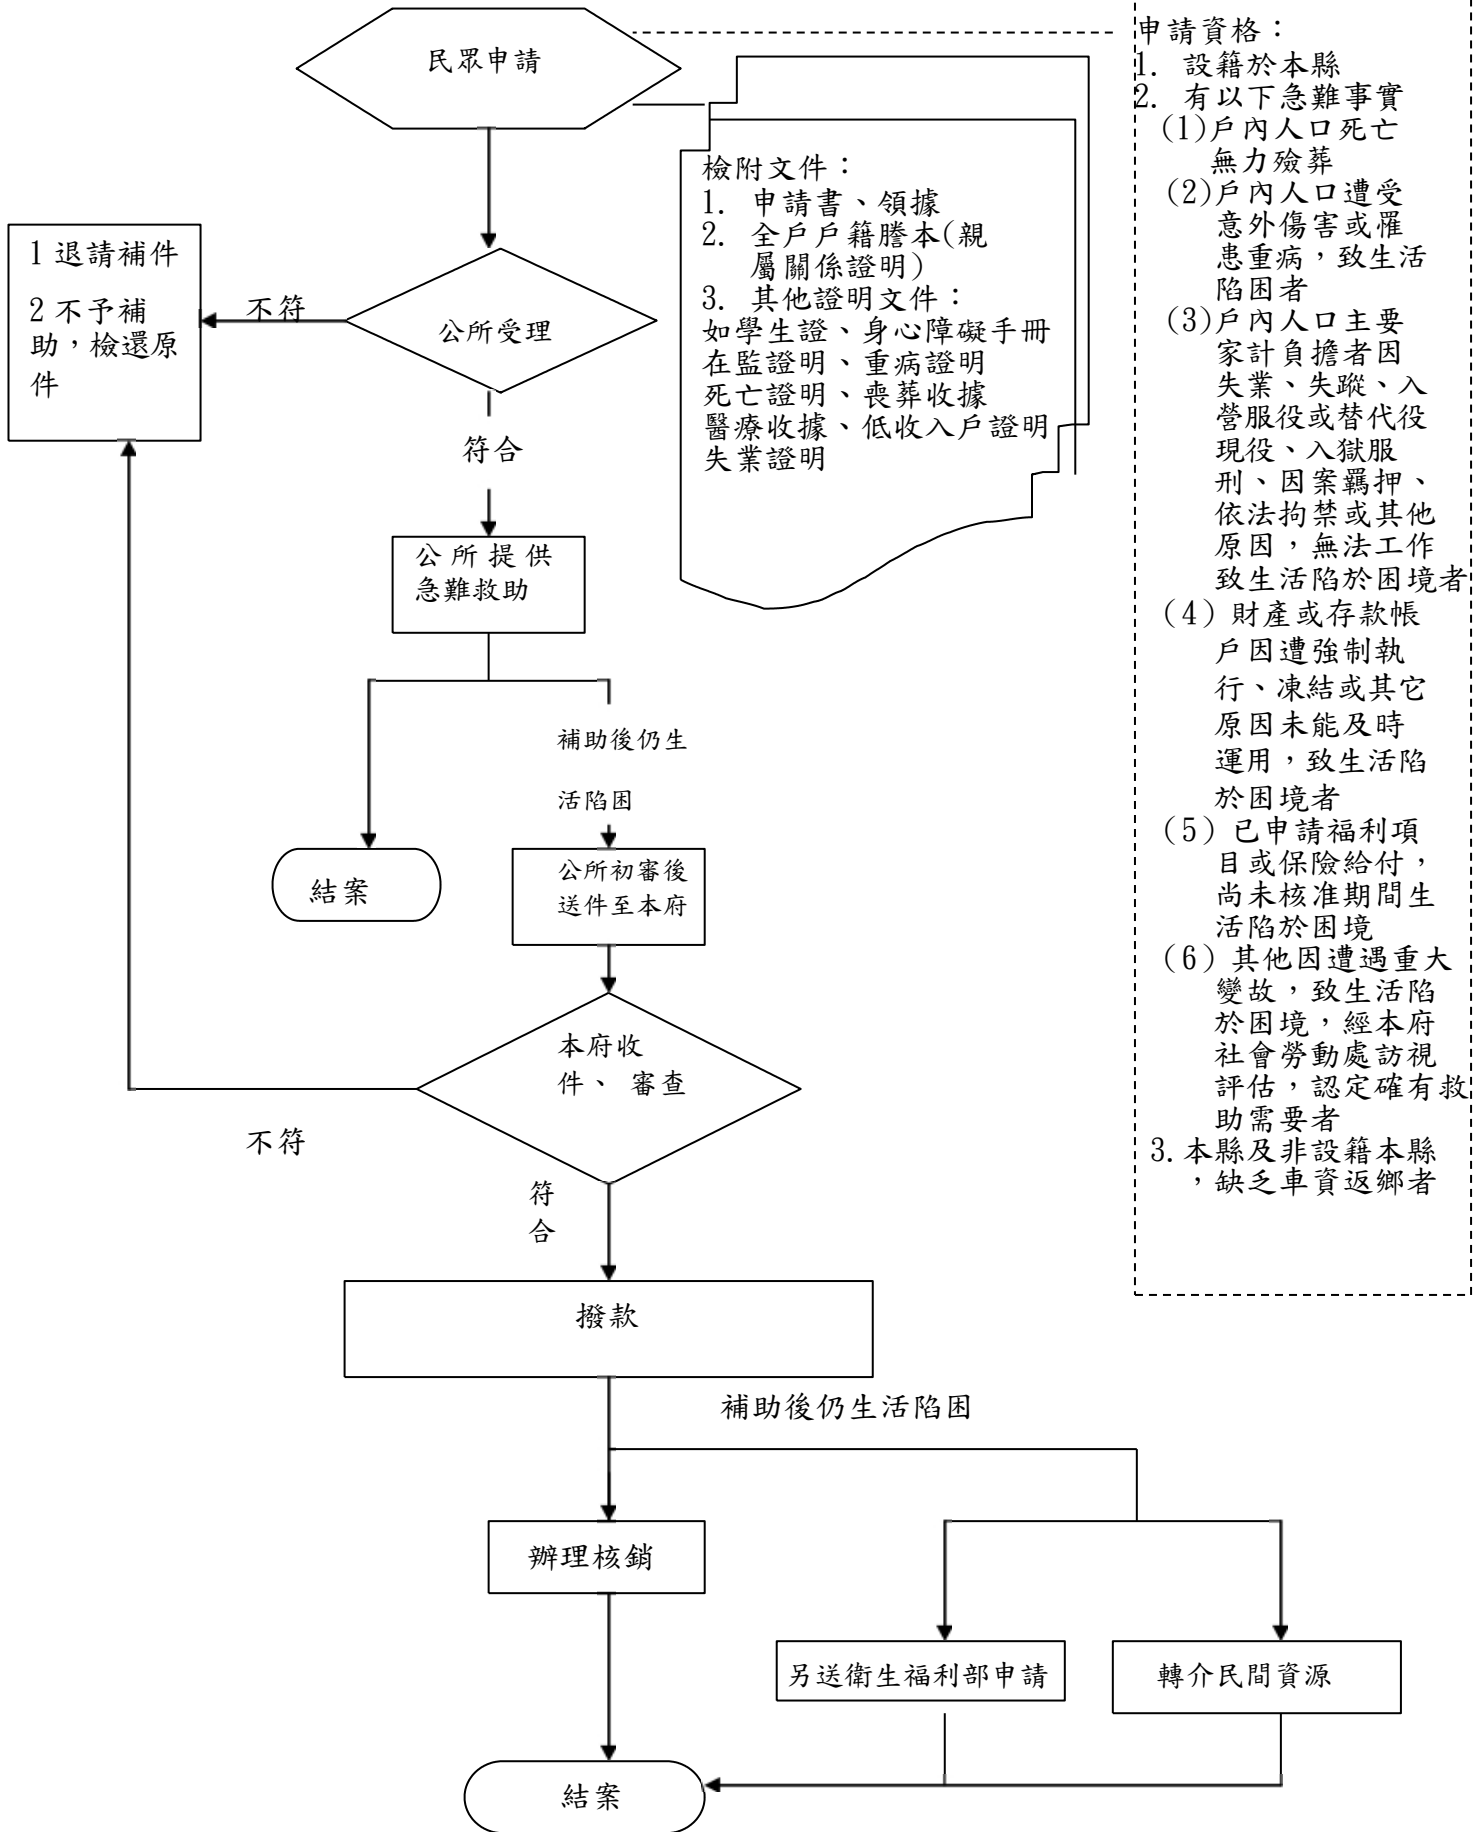 民眾申請
申請資格：
1. 設籍於本縣
2. 有以下急難事實
(1)戶內人口死亡
無力殮葬
(2)戶內人口遭受
意外傷害或罹
患重病，致生活
陷困者
(3)戶內人口主要
家計負擔者因
失業、失蹤、入
營服役或替代役
現役、入獄服
刑、因案羈押、
依法拘禁或其他
原因，無法工作
致生活陷於困境者
(4) 財產或存款帳
戶因遭強制執
行、凍結或其它
原因未能及時
運用，致生活陷
於困境者
(5) 已申請福利項
目或保險給付，
尚未核准期間生
活陷於困境
(6) 其他因遭遇重大
變故，致生活陷
於困境，經本府
社會勞動處訪視
評估，認定確有救
助需要者
3.本縣及非設籍本縣
，缺乏車資返鄉者
檢附文件：
1. 申請書、領據
2. 全戶戶籍謄本(親
屬關係證明)
3. 其他證明文件：
如學生證、身心障礙手冊
在監證明、重病證明
死亡證明、喪葬收據
醫療收據、低收入戶證明
失業證明
1 退請補件
2 不予補
助，檢還原
件
不符
公所受理
符合
公所提供
急難救助
補助後仍生
活陷困
結案
公所初審後
送件至本府
本府收
件、 審查
不符
符
合
撥款
補助後仍生活陷困
辦理核銷
另送衛生福利部申請
轉介民間資源
結案